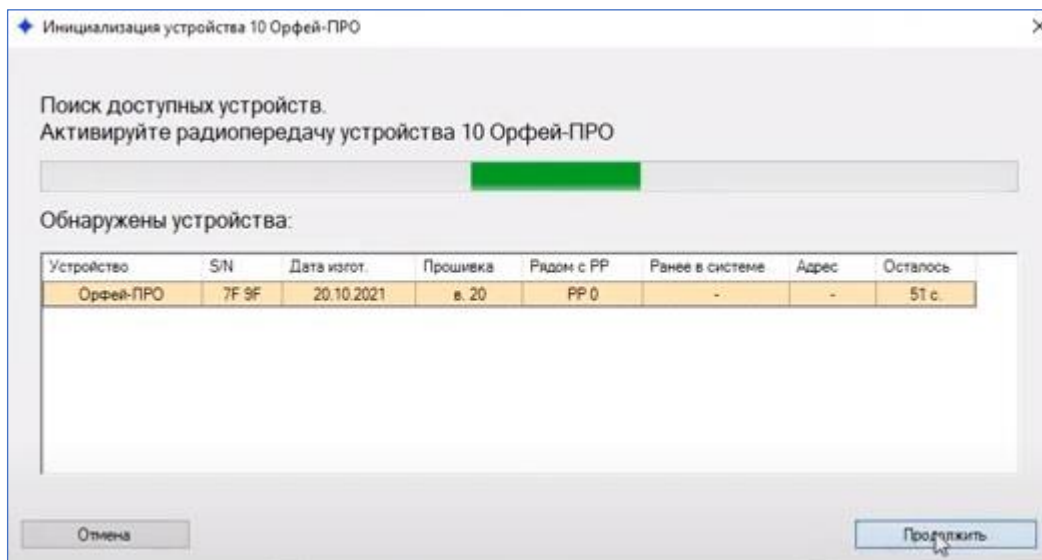 Инициализация устройства 10 Орфей-ПРО
Поиск доступных устройств.
Активируйте радиопередачу устройства 10 Орфей-ПРО
Обнаружены устройства:
Устройство S/N Дата изгот. Прошивка Рядом с РР Ранее в системе Адрес Осталось
Орфей-ПРО 7F 9F 20.10.2021 в. 20 РР 0 - - 51 с.
Отмена Продолжить